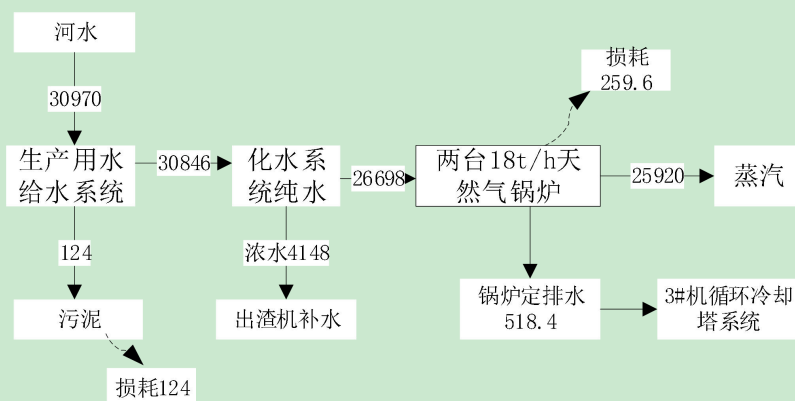 河水
损耗
259.6
30970
生产用水
给水系统
30846
化水系
统纯水
26698
两台18t/h天
然气锅炉
25920
蒸汽
124
浓水4148
污泥
出渣机补水
锅炉定排水
518.4
3#机循环冷却
塔系统
损耗124